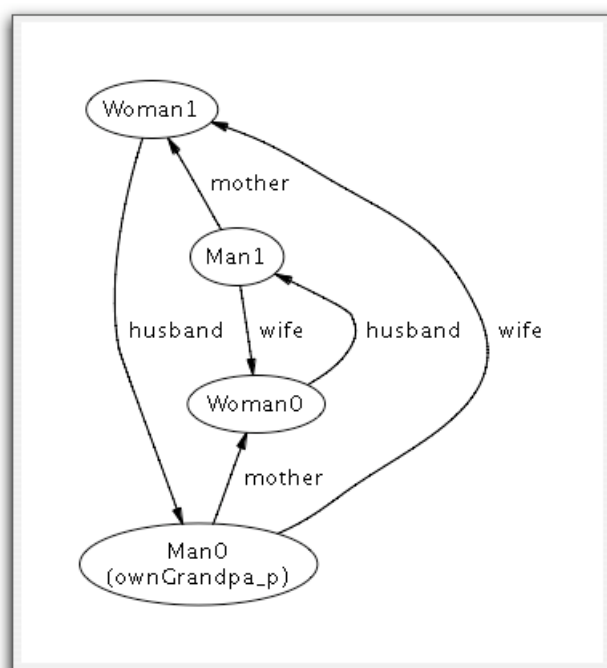 Woman1
mother
Man1
husband
wife
husband
wife
Woman0
mother
Man0
(ownGrandpa_p)